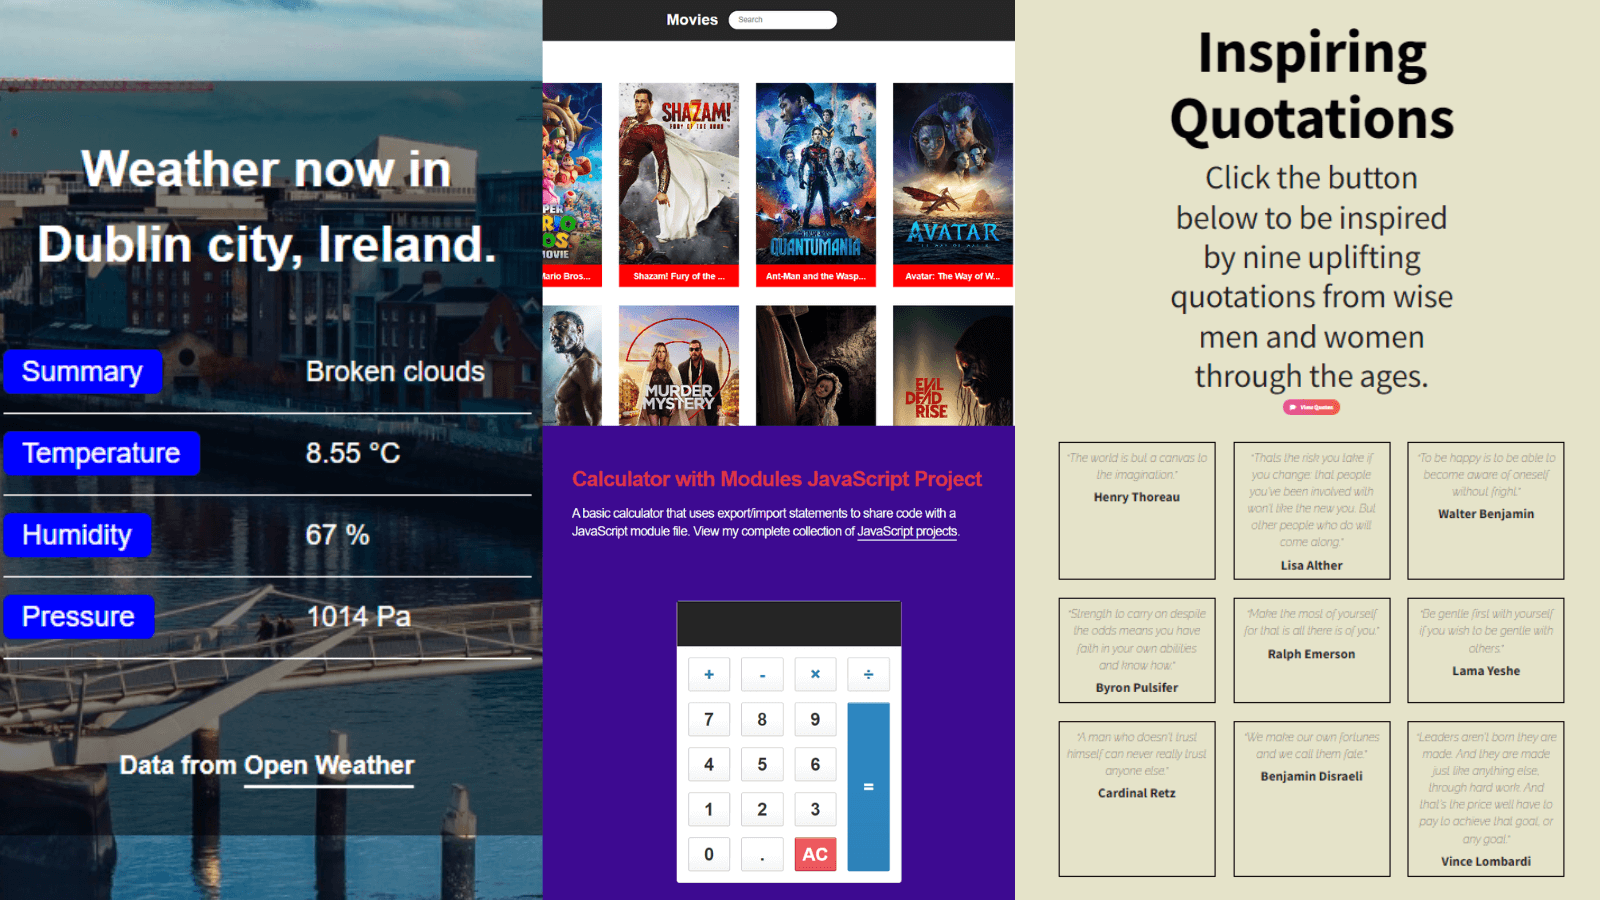 Weather now in
Dublin city, Ireland.
Summary
Broken clouds
Temperature
8.55 °C
Humidity
67 %
Pressure
1014 Pa
Data from Open Weather
Movies
Search
SUPER
MARIO
BROS
MOVIE
Mario Bros...
SHAZAM!
FURY OF THE GODS
Shazam! Fury of the ...
QUANTUMANIA
Ant-Man and the Wasp...
AVATAR
Avatar: The Way of W...
MURDER
MYSTERY
EVIL
DEAD
RISE
Calculator with Modules JavaScript Project
A basic calculator that uses export/import statements to share code with a
JavaScript module file. View my complete collection of JavaScript projects.
+ - × ÷
7 8 9
4 5 6
=
1 2 3
0 . AC
Inspiring
Quotations
Click the button
below to be inspired
by nine uplifting
quotations from wise
men and women
through the ages.
View Quotes
"The world is but a canvas to
the imagination."
Henry Thoreau
"Thats the risk you take if
you change: that people
you've been involved with
won't like the new you. But
other people who do will
come along."
Lisa Alther
"To be happy is to be able to
become aware of oneself
without fright."
Walter Benjamin
"Strength to carry on despite
the odds means you have
faith in your own abilities
and know how."
Byron Pulsifer
"Make the most of yourself
for that is all there is of you."
Ralph Emerson
"Be gentle first with yourself
if you wish to be gentle with
others."
Lama Yeshe
"A man who doesn't trust
himself can never really trust
anyone else."
Cardinal Retz
"We make our own fortunes
and we call them fate."
Benjamin Disraeli
"Leaders aren't born they are
made. And they are made
just like anything else,
through hard work. And
that's the price well have to
pay to achieve that goal, or
any goal."
Vince Lombardi